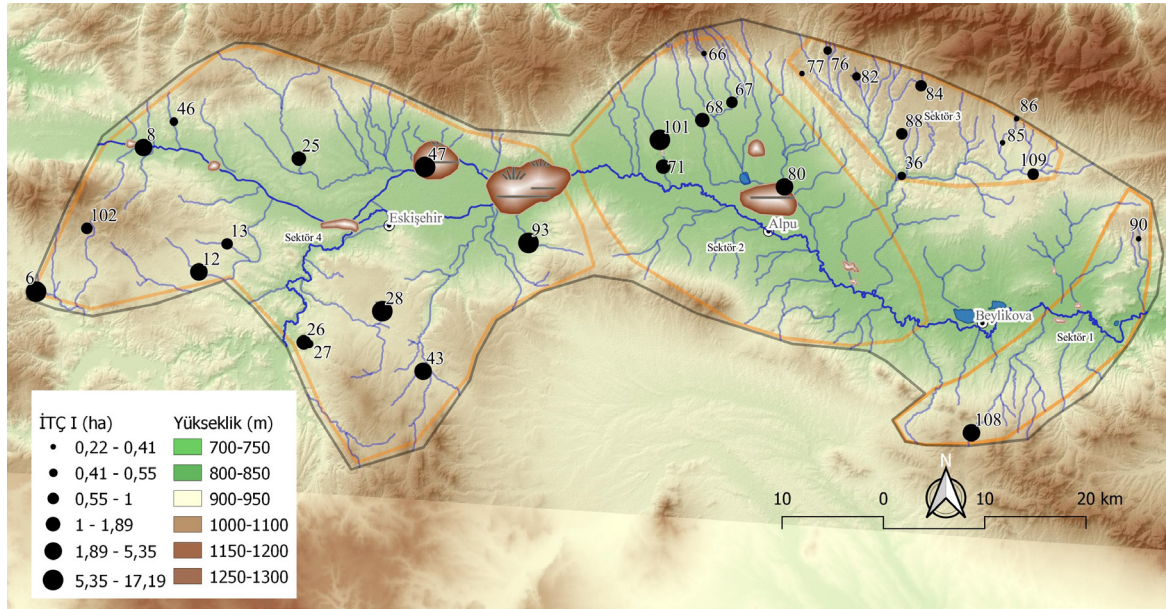 66
76
77
82
84
67
46
68
86
101
88
Sektör 3
8
85
25
47
71
36
109
80
102
Eskişehir
Alpu
90
13
Sektör 4
93
Sektör 2
12
6
28
Beylikova
26
27
Sektör 1
43
108
İTÇ I (ha)
Yükseklik (m)
0,22 - 0,41
700-750
0,41 - 0,55
800-850
0,55 - 1
900-950
1 - 1,89
1000-1100
1,89 - 5,35
1150-1200
5,35 - 17,19
1250-1300
N
10
0
10
20 km